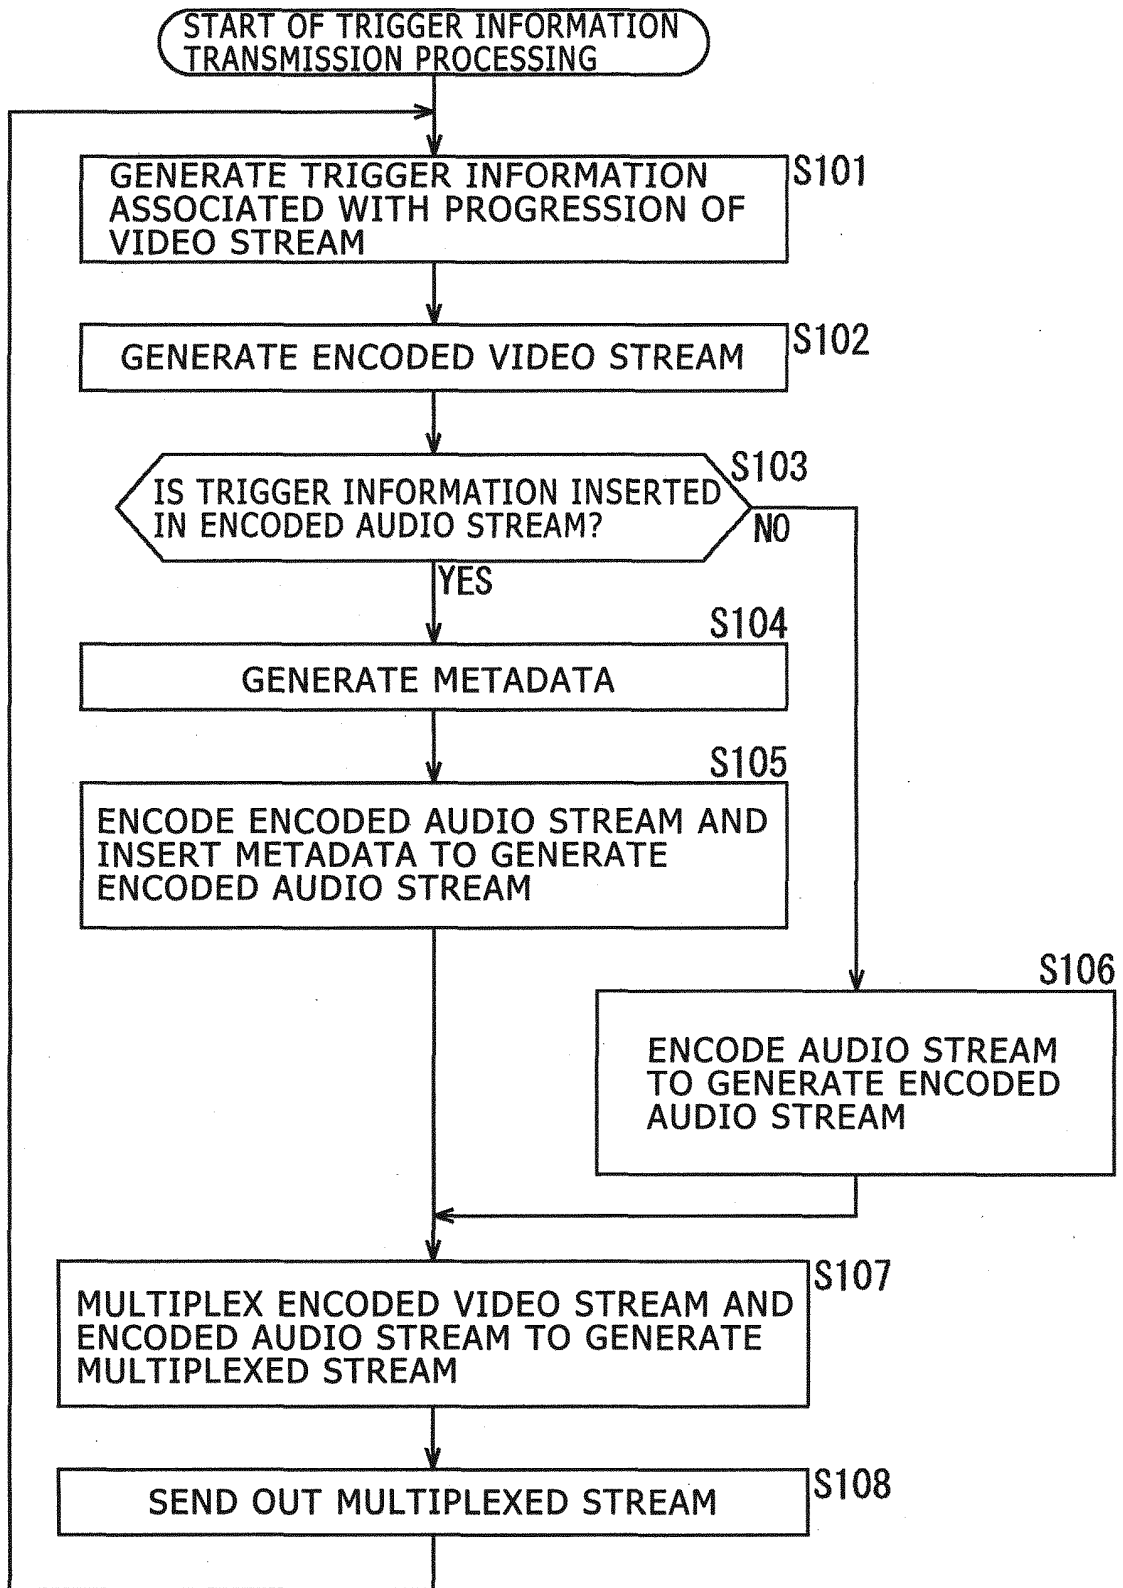 START OF TRIGGER INFORMATION
TRANSMISSION PROCESSING
S101
GENERATE TRIGGER INFORMATION
ASSOCIATED WITH PROGRESSION OF
VIDEO STREAM
S102
GENERATE ENCODED VIDEO STREAM
S103
IS TRIGGER INFORMATION INSERTED
IN ENCODED AUDIO STREAM?
NO
YES
S104
GENERATE METADATA
S105
ENCODE ENCODED AUDIO STREAM AND
INSERT METADATA TO GENERATE
ENCODED AUDIO STREAM
S106
ENCODE AUDIO STREAM
TO GENERATE ENCODED
AUDIO STREAM
S107
MULTIPLEX ENCODED VIDEO STREAM AND
ENCODED AUDIO STREAM TO GENERATE
MULTIPLEXED STREAM
S108
SEND OUT MULTIPLEXED STREAM